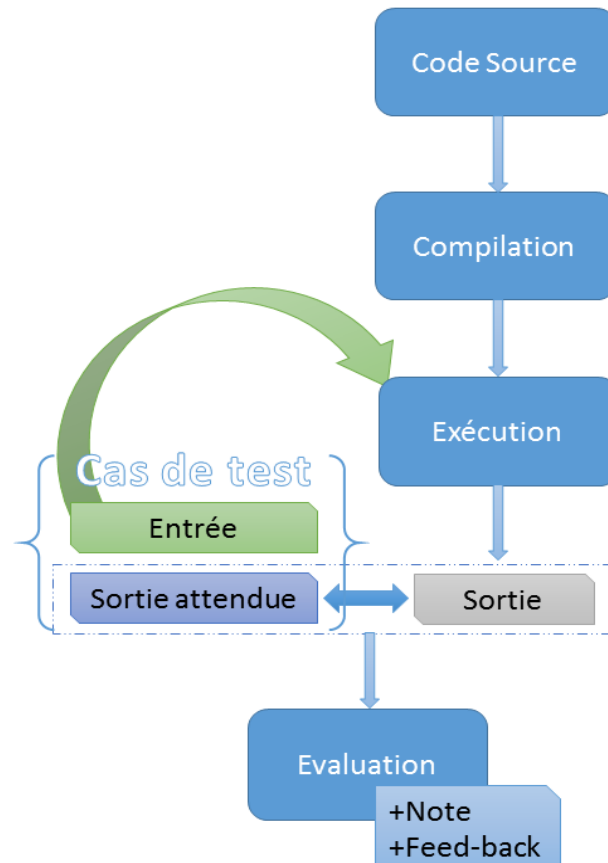 Code Source
Compilation
Exécution
Cas de test
Entrée
Sortie attendue
Sortie
Evaluation
+Note
+Feed-back